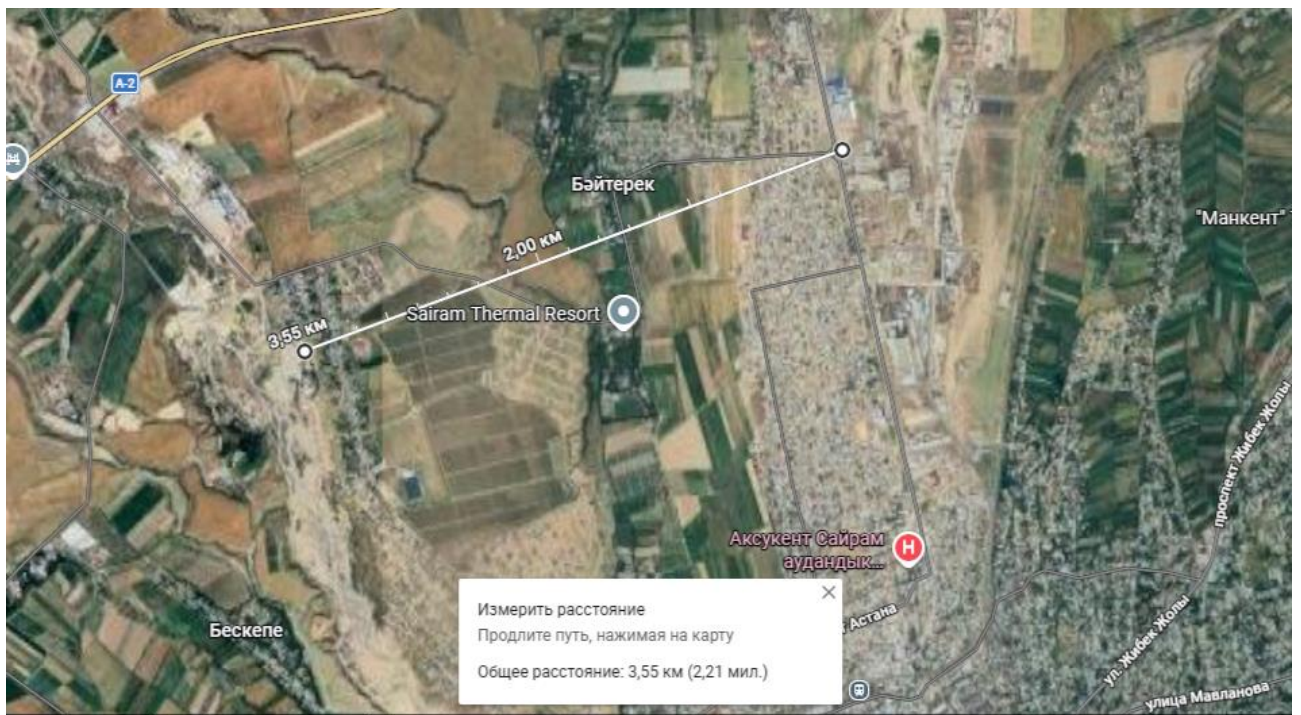 A-2
Бәйтерек
"Манкент"
2,00 км
Sairam Thermal Resort
3,55 км
проспект Жибек Жолы
Аксукент Сайрам
аудандык...
H
Бескепе
Измерить расстояние
Продлите путь, нажимая на карту
Общее расстояние: 3,55 км (2,21 мил.)
Астана
ул. Жибек Жолы
улица Мавланова